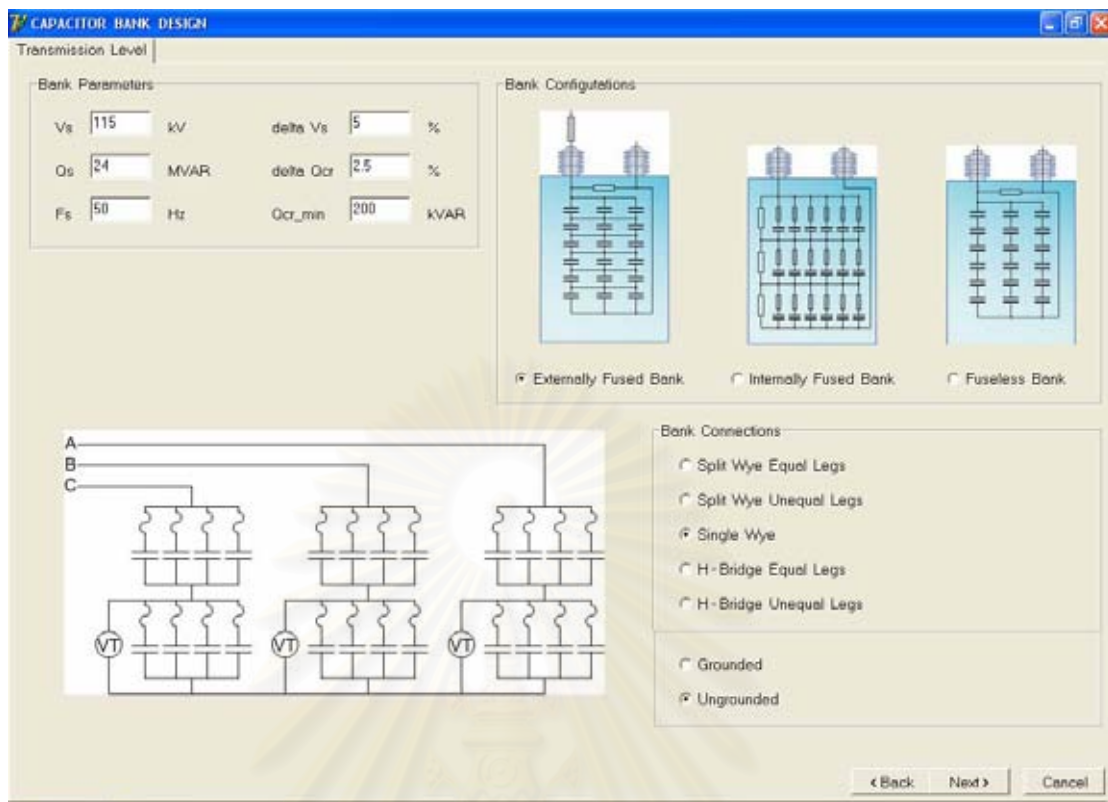 CAPACITOR BANK DESIGN
Transmission Level
Bank Parameters
Vs 115 kV delta Vs 5 %
Qs 24 MVAR delta Qcr 2.5 %
Fs 50 Hz Qcr_min 200 kVAR
Bank Configutations
Externally Fused Bank Internally Fused Bank Fuseless Bank
A
B
C
VT VT VT
Bank Connections
Split Wye Equal Legs
Split Wye Unequal Legs
Single Wye
H-Bridge Equal Legs
H-Bridge Unequal Legs
Grounded
Ungrounded
< Back Next > Cancel